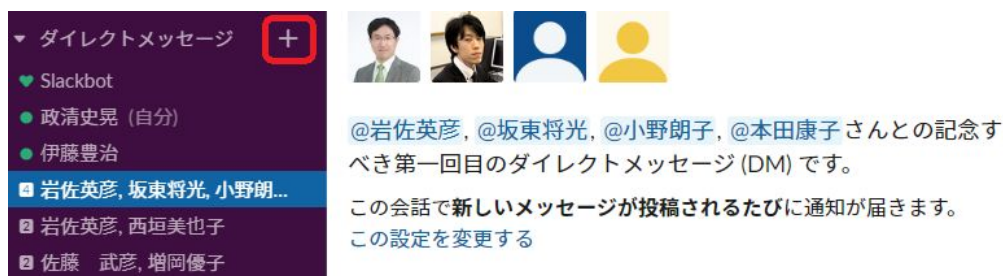 ダイレクトメッセージ +
Slackbot
政清史晃 (自分)
伊藤豊治
4 岩佐英彦, 坂東将光, 小野朗...
2 岩佐英彦, 西垣美也子
2 佐藤　武彦, 増岡優子
@岩佐英彦, @坂東将光, @小野朗子, @本田康子 さんとの記念す
べき第一回目のダイレクトメッセージ (DM) です。
この会話で新しいメッセージが投稿されるたびに通知が届きます。
この設定を変更する